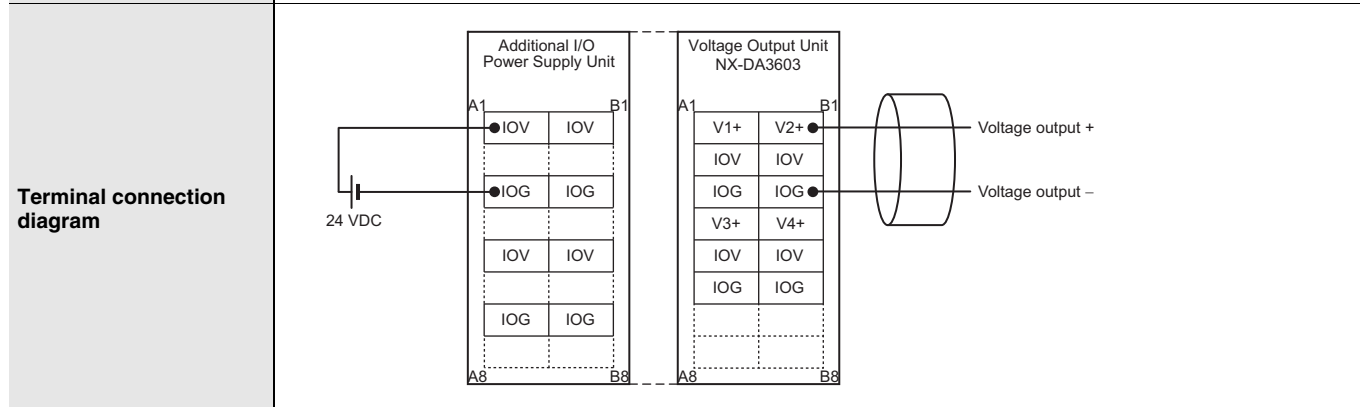 Terminal connection
diagram
24 VDC
Additional I/O
Power Supply Unit
A1 B1
IOV IOV
IOG IOG
IOV IOV
IOG IOG
A8 B8
Voltage Output Unit
NX-DA3603
A1 B1
V1+ V2+
IOV IOV
IOG IOG
V3+ V4+
IOV IOV
IOG IOG
A8 B8
Voltage output +
Voltage output −